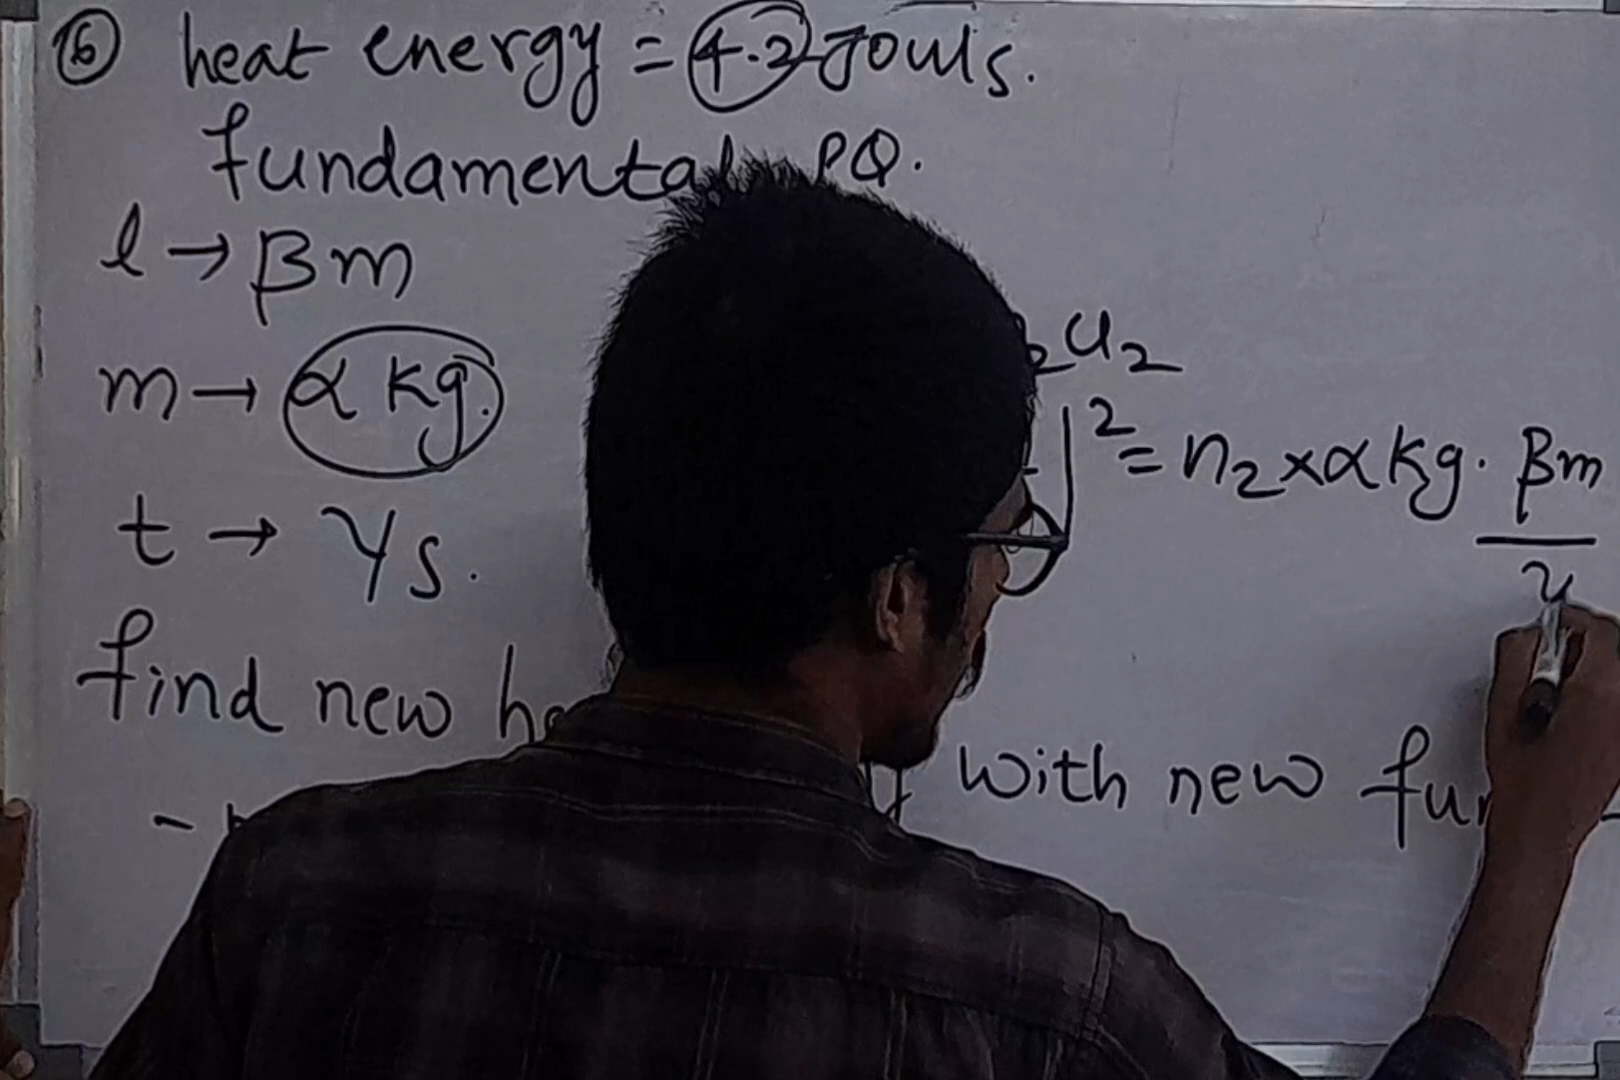 16 heat energy = 4.2 Jouls.
fundamental PQ.
l → βm
m → α kg.
t → γs.
u2
2 = n2 × α kg. βm
γ
find new
with new